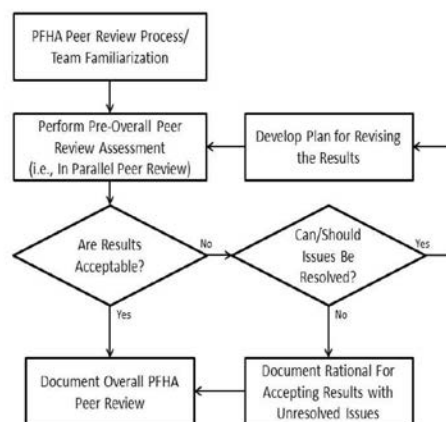 PFHA Peer Review Process/
Team Familiarization
Perform Pre-Overall Peer
Review Assessment
(i.e., In Parallel Peer Review)
Develop Plan for Revising
the Results
Are Results
Acceptable?
No
Can/Should
Issues Be
Resolved?
Yes
Yes
No
Document Overall PFHA
Peer Review
Document Rational For
Accepting Results with
Unresolved Issues